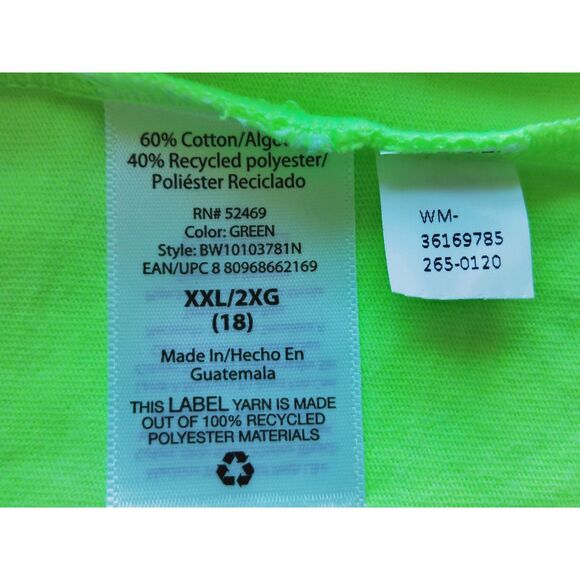 60% Cotton/Algo
40% Recycled polyester/
Poliéster Reciclado
RN# 52469
Color: GREEN
Style: BW10103781N
EAN/UPC 8 80968662169
XXL/2XG
(18)
Made In/Hecho En
Guatemala
THIS LABEL YARN IS MADE
OUT OF 100% RECYCLED
POLYESTER MATERIALS
WM-
36169785
265-0120